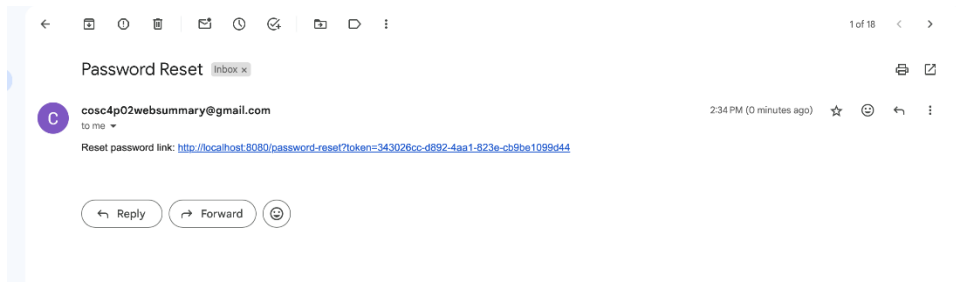 1 of 18
Password Reset Inbox ×
C
cosc4p02websummary@gmail.com 2:34 PM (0 minutes ago)
to me
Reset password link: http://localhost:8080/password-reset?token=343026cc-d892-4aa1-823e-cb9be1099d44
Reply Forward